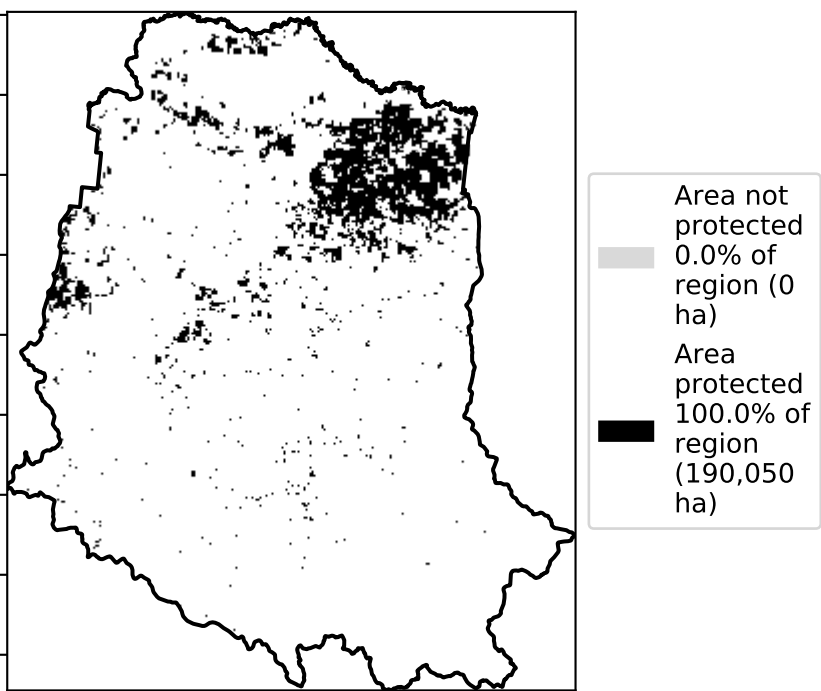 Area not
protected
0.0% of
region (0
ha)
Area
protected
100.0% of
region
(190,050
ha)